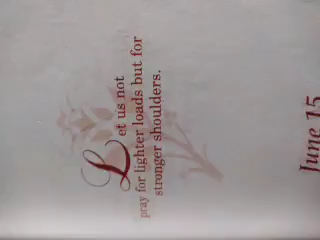 Let us not
pray for lighter loads but for
stronger shoulders.
June 15